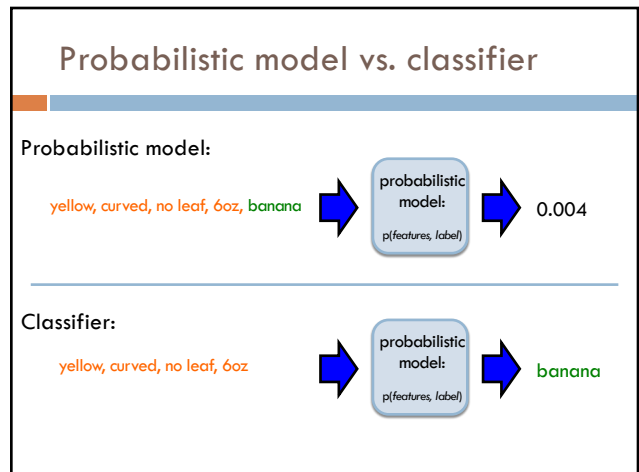 Probabilistic model vs. classifier
Probabilistic model:
yellow, curved, no leaf, 6oz, banana
probabilistic
model:
p(features, label)
0.004
Classifier:
yellow, curved, no leaf, 6oz
probabilistic
model:
p(features, label)
banana